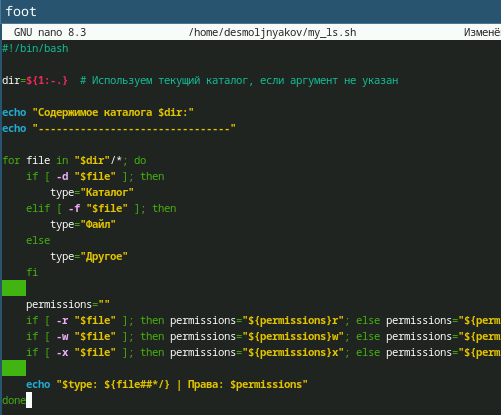 foot
GNU nano 8.3 /home/desmoljnyakov/my_ls.sh Изменё
#!/bin/bash
dir=${1:-.} # Используем текущий каталог, если аргумент не указан
echo "Содержимое каталога $dir:"
echo "--------------------------------"
for file in "$dir"/*; do
if [ -d "$file" ]; then
type="Каталог"
elif [ -f "$file" ]; then
type="Файл"
else
type="Другое"
fi
permissions=""
if [ -r "$file" ]; then permissions="${permissions}r"; else permissions="${perm
if [ -w "$file" ]; then permissions="${permissions}w"; else permissions="${perm
if [ -x "$file" ]; then permissions="${permissions}x"; else permissions="${perm
echo "$type: ${file##*/} | Права: $permissions"
done